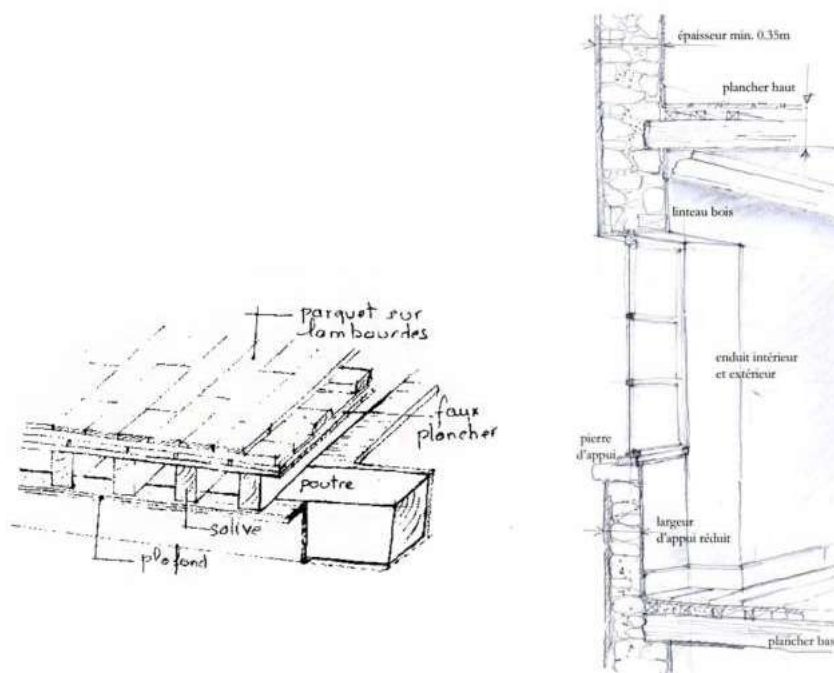 parquet sur
lambourdes
faux
plancher
poutre
solive
plafond
épaisseur min. 0.35m
plancher haut
linteau bois
enduit intérieur
et extérieur
pierre
d'appui
largeur
d'appui réduit
plancher bas